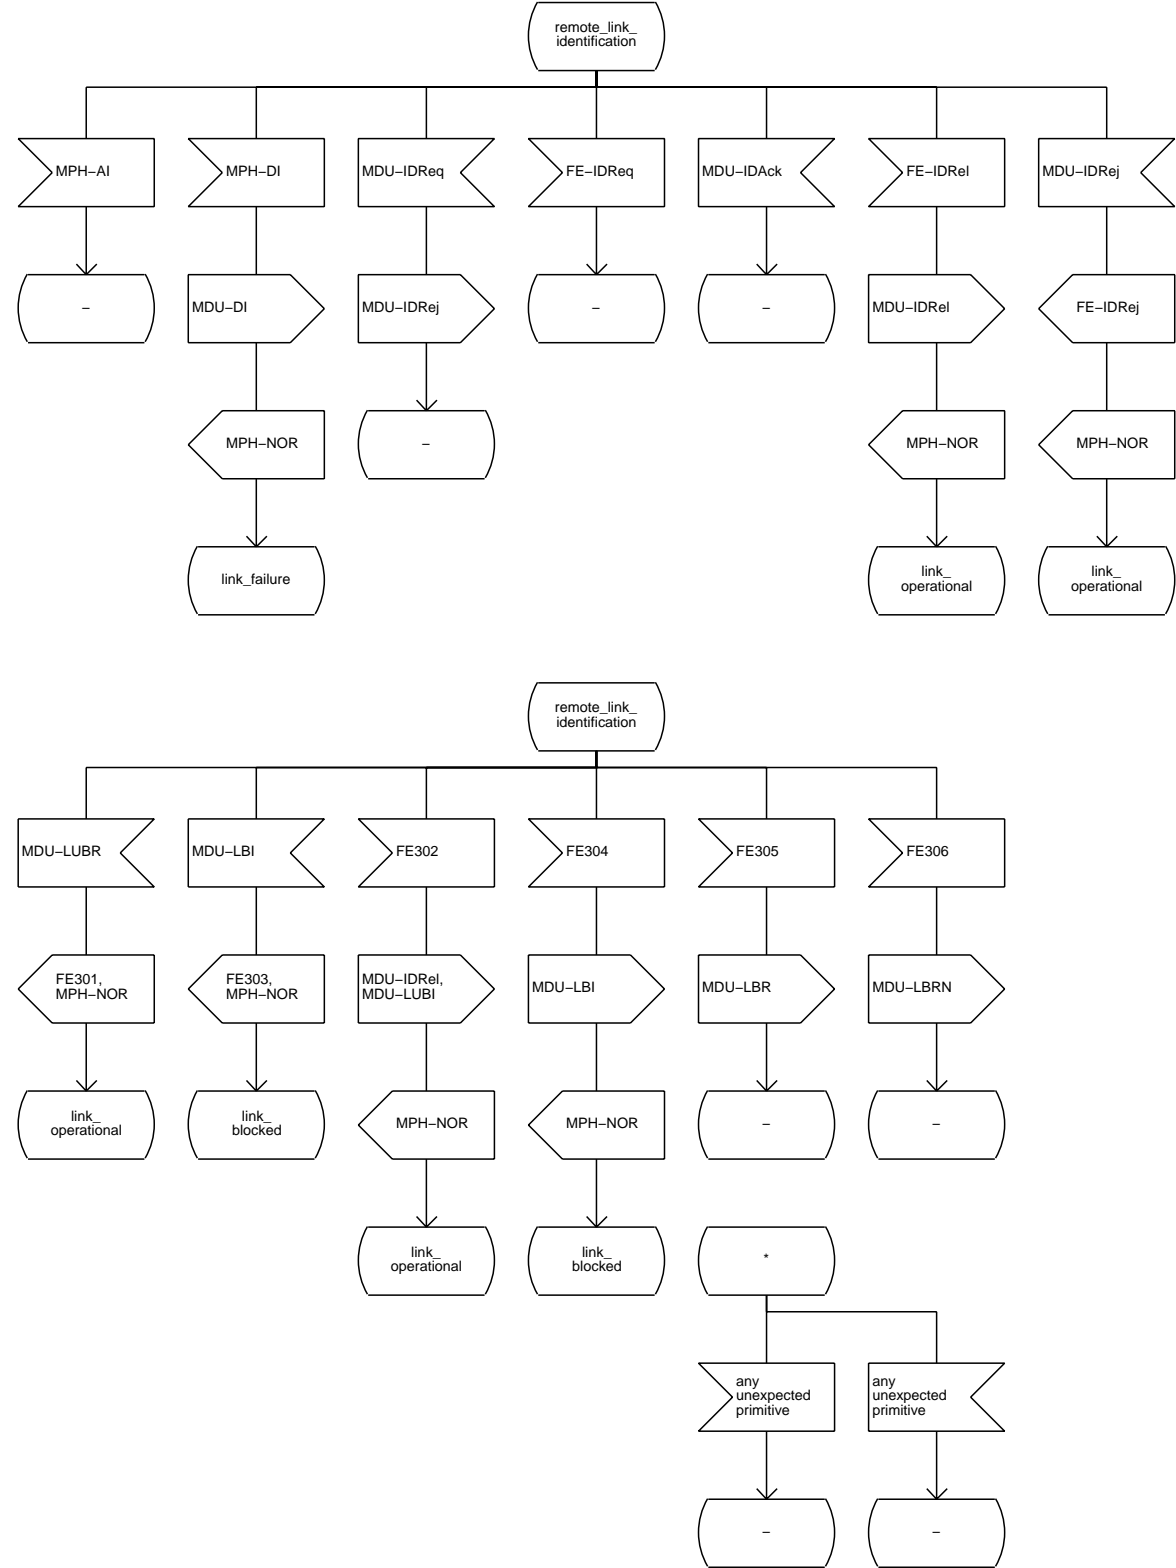 remote_link_
identification
MPH−AI
MPH−DI
MDU−IDReq
FE−IDReq
MDU−IDAck
FE−IDRel
MDU−IDRej
−
MDU−DI
MDU−IDRej
−
−
MDU−IDRel
FE−IDRej
MPH−NOR
−
MPH−NOR
MPH−NOR
link_failure
link_
operational
link_
operational
remote_link_
identification
MDU−LUBR
MDU−LBI
FE302
FE304
FE305
FE306
FE301,
MPH−NOR
FE303,
MPH−NOR
MDU−IDRel,
MDU−LUBI
MDU−LBI
MDU−LBR
MDU−LBRN
link_
operational
link_
blocked
MPH−NOR
MPH−NOR
−
−
link_
operational
link_
blocked
*
any
unexpected
primitive
any
unexpected
primitive
−
−